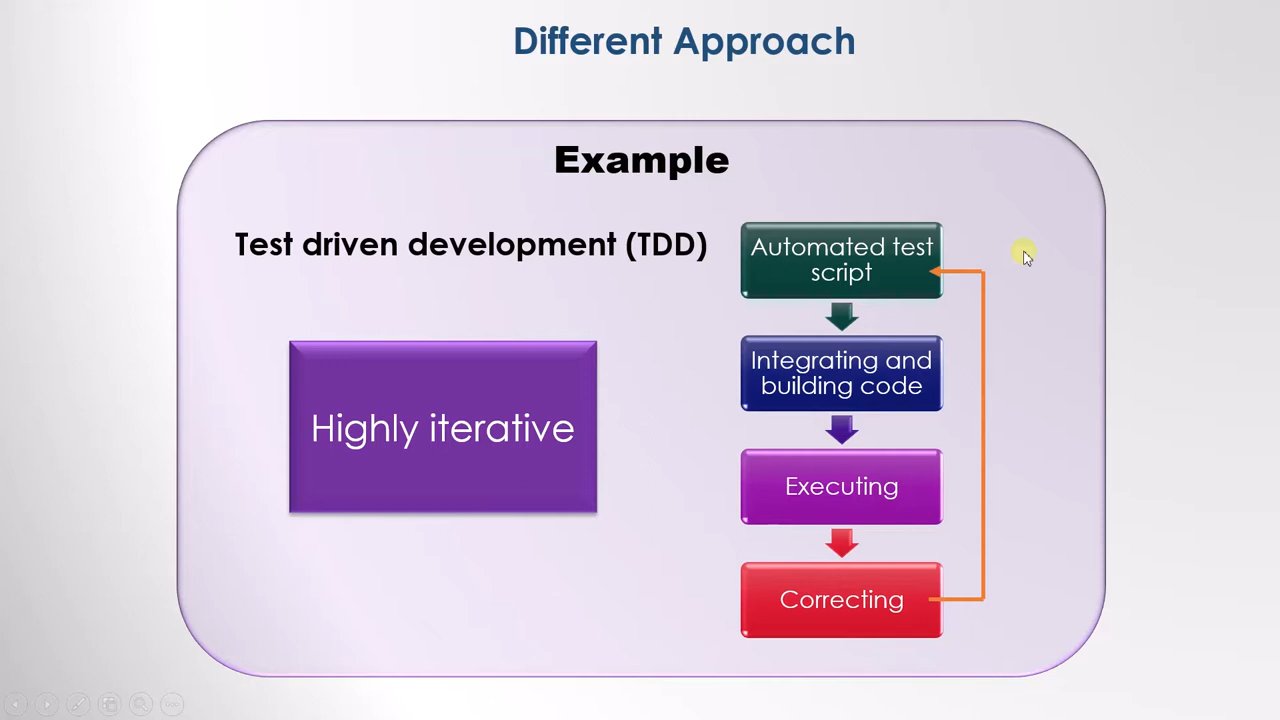 Different Approach
Example
Test driven development (TDD)
Highly iterative
Automated test
script
Integrating and
building code
Executing
Correcting